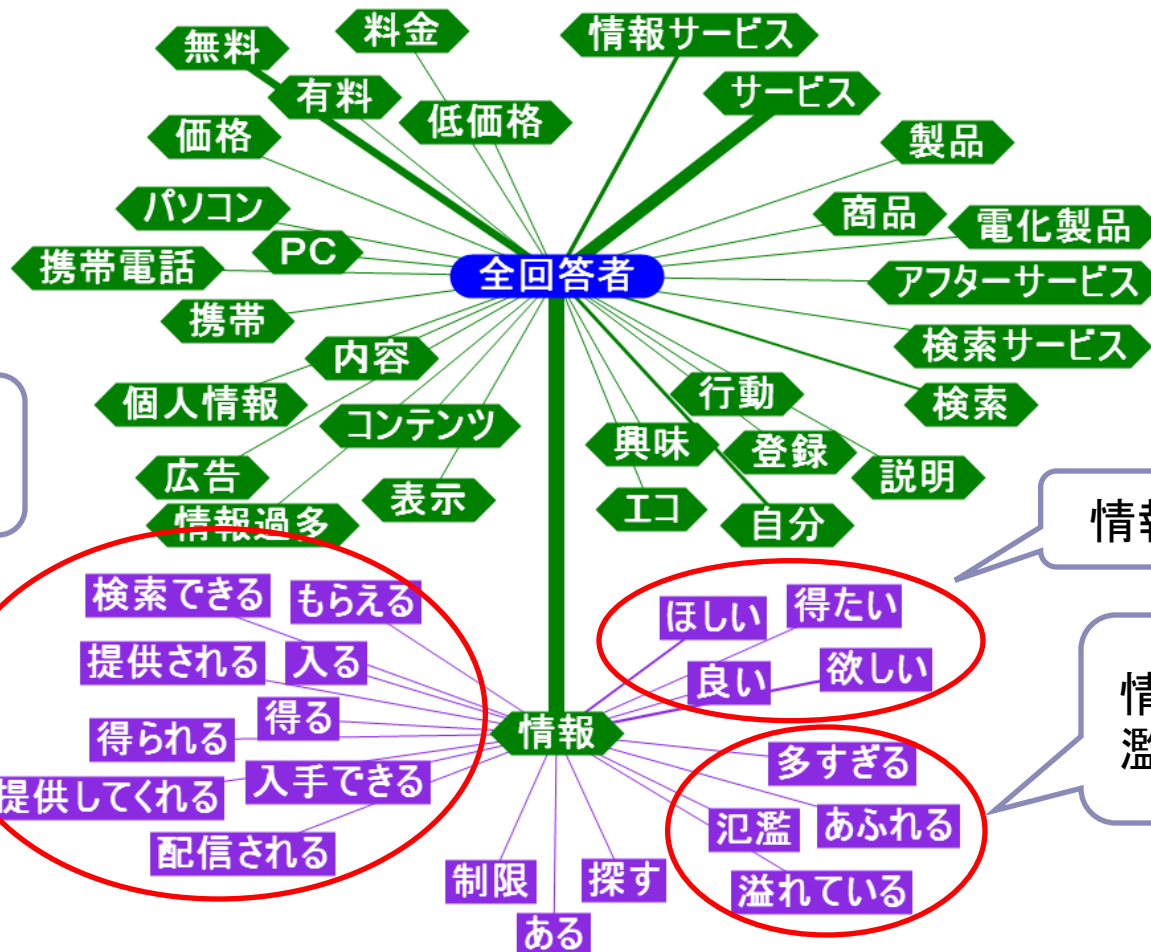 料金
情報サービス
無料
有料
サービス
低価格
価格
製品
パソコン
商品
電化製品
PC
携帯電話
全回答者
アフターサービス
携帯
検索サービス
内容
行動
個人情報
検索
コンテンツ
興味
登録
広告
説明
表示
エコ
情報過多
自分
情報
検索できる
もらえる
ほしい
得たい
提供される
入る
良い
欲しい
得る
得られる
情報
情
多すぎる
濫
提供してくれる
入手できる
氾濫
あふれる
配信される
制限
探す
溢れている
ある